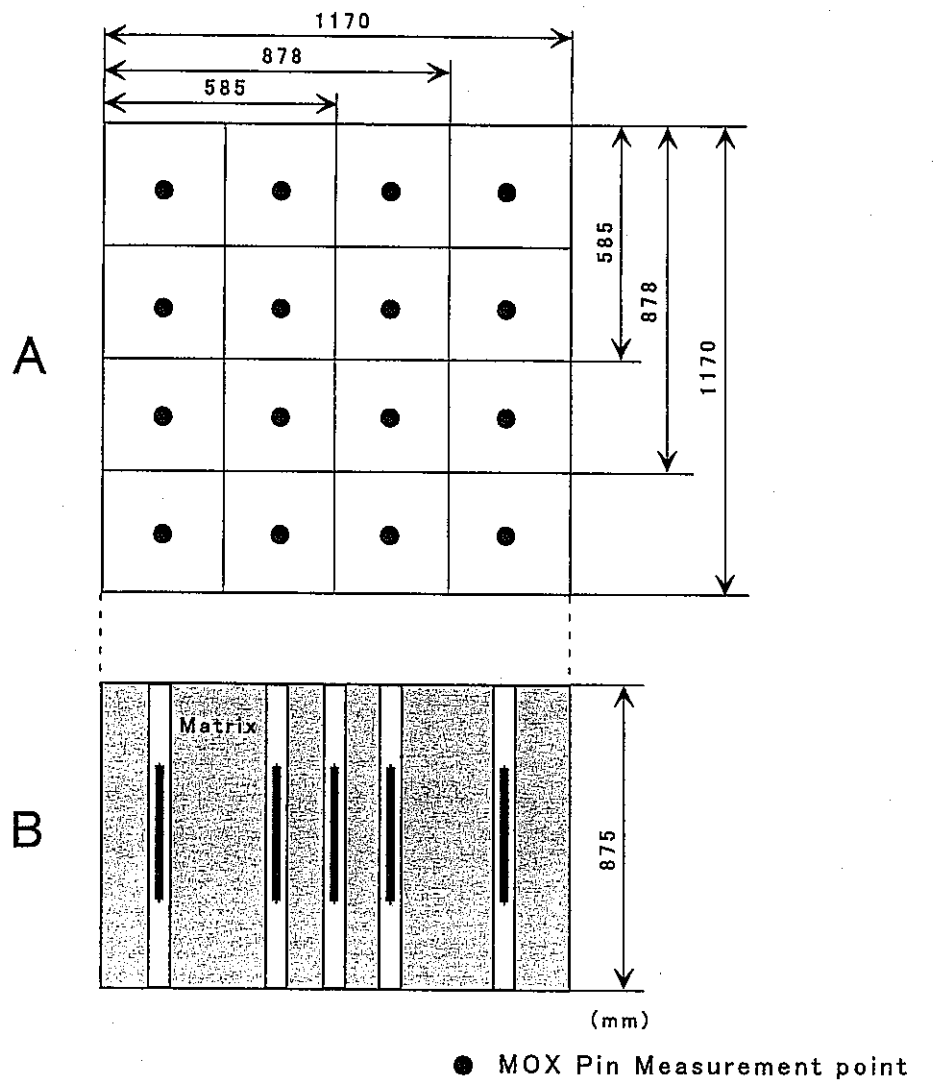 1170
878
585
585
878
1170
A
Matrix
B
875
(mm)
● MOX Pin Measurement point